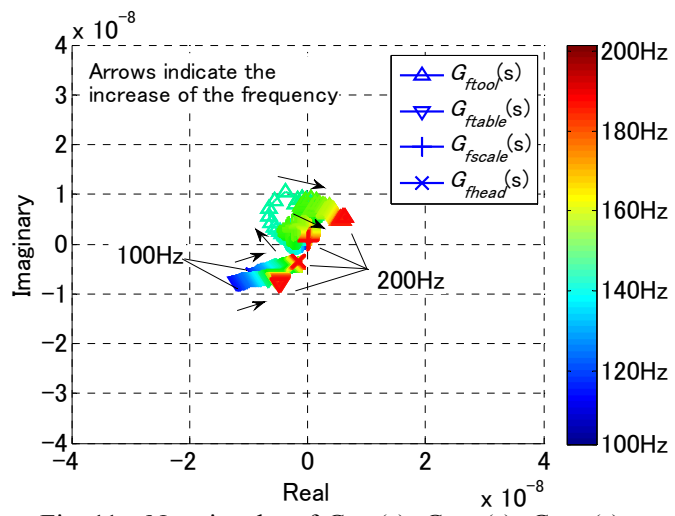 x 10⁻⁸
4
3
2
1
0
−1
−2
−3
−4
Imaginary
−4 −2 0 2 4
Real
x 10⁻⁸
Arrows indicate the
increase of the frequency
100Hz
200Hz
G_ftool(s)
G_ftable(s)
G_fscale(s)
G_fhead(s)
200Hz
180Hz
160Hz
140Hz
120Hz
100Hz